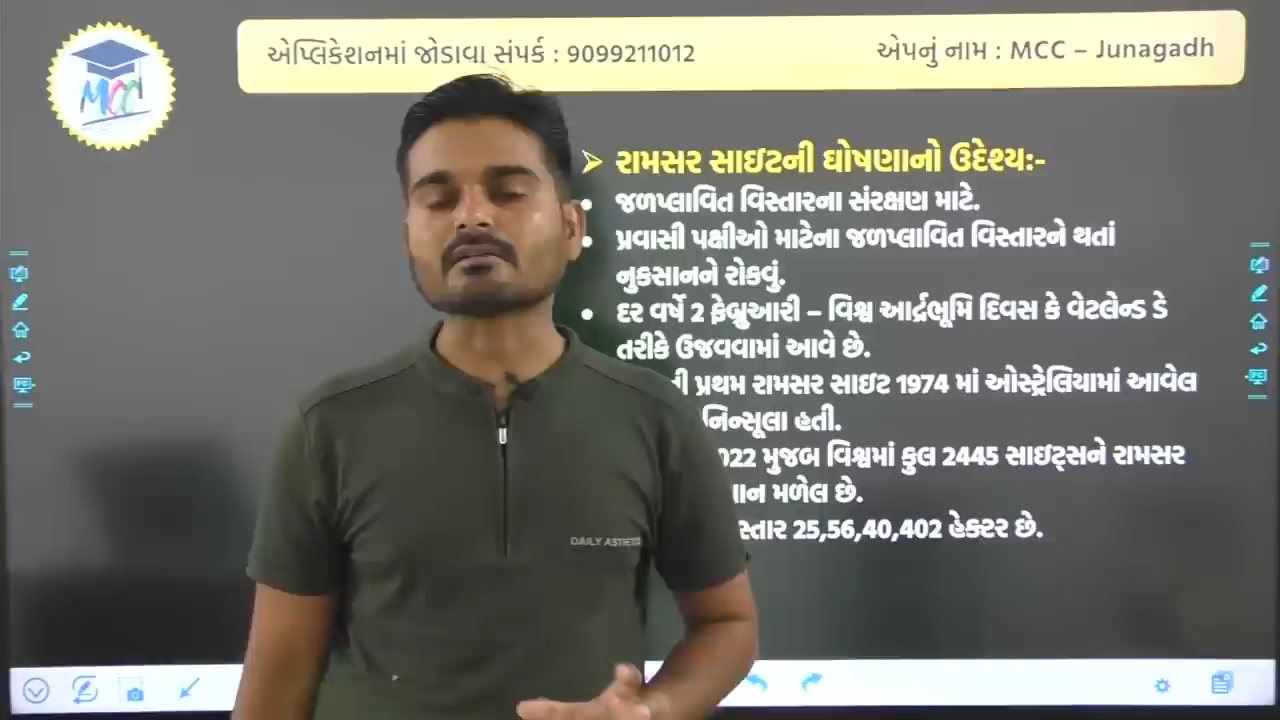 MCC
એપ્લિકેશનમાં જોડાવા સંપર્ક : 9099211012
એપનું નામ : MCC – Junagadh
➢ રામસર સાઇટની ઘોષણાનો ઉદેશ્ય:-
• જળપ્લાવિત વિસ્તારના સંરક્ષણ માટે.
• પ્રવાસી પક્ષીઓ માટેના જળપ્લાવિત વિસ્તારને થતાં
નુકસાનને રોકવું.
• દર વર્ષે 2 ફેબ્રુઆરી – વિશ્વ આર્દ્રભૂમિ દિવસ કે વેટલેન્ડ ડે
તરીકે ઉજવવામાં આવે છે.
પ્રથમ રામસર સાઇટ 1974 માં ઓસ્ટ્રેલિયામાં આવેલ
હતી.
મુજબ વિશ્વમાં કુલ 2445 સાઇટ્સને રામસર
મળેલ છે.
25,56,40,402 હેક્ટર છે.
DAILY